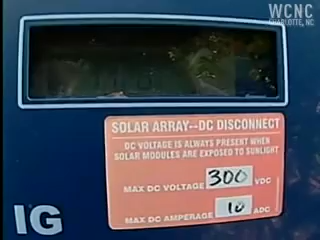 WCNC
CHARLOTTE, NC
SOLAR ARRAY--DC DISCONNECT
DC VOLTAGE IS ALWAYS PRESENT WHEN
SOLAR MODULES ARE EXPOSED TO SUNLIGHT
MAX DC VOLTAGE 300 VDC
MAX DC AMPERAGE 10 ADC
IG